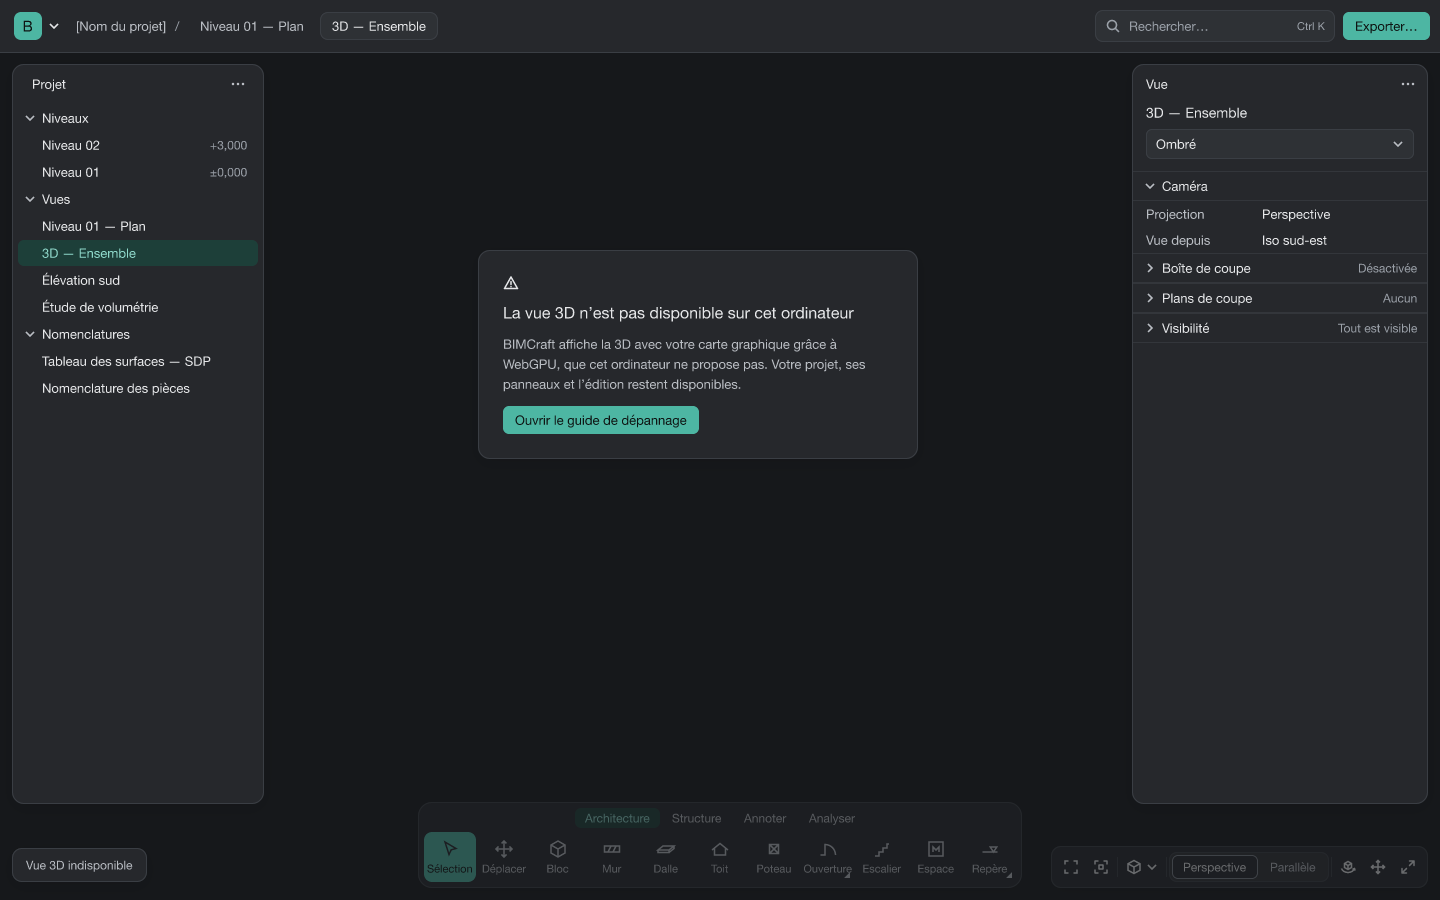 B [Nom du projet] / Niveau 01 — Plan 3D — Ensemble Rechercher… Ctrl K Exporter…
Projet
Niveaux
Niveau 02 +3,000
Niveau 01 ±0,000
Vues
Niveau 01 — Plan
3D — Ensemble
Élévation sud
Étude de volumétrie
Nomenclatures
Tableau des surfaces — SDP
Nomenclature des pièces
La vue 3D n’est pas disponible sur cet ordinateur
BIMCraft affiche la 3D avec votre carte graphique grâce à
WebGPU, que cet ordinateur ne propose pas. Votre projet, ses
panneaux et l’édition restent disponibles.
Ouvrir le guide de dépannage
Vue
3D — Ensemble
Ombré
Caméra
Projection Perspective
Vue depuis Iso sud-est
Boîte de coupe Désactivée
Plans de coupe Aucun
Visibilité Tout est visible
Vue 3D indisponible
Architecture Structure Annoter Analyser
Sélection Déplacer Bloc Mur Dalle Toit Poteau Ouverture Escalier Espace Repère
Perspective Parallèle